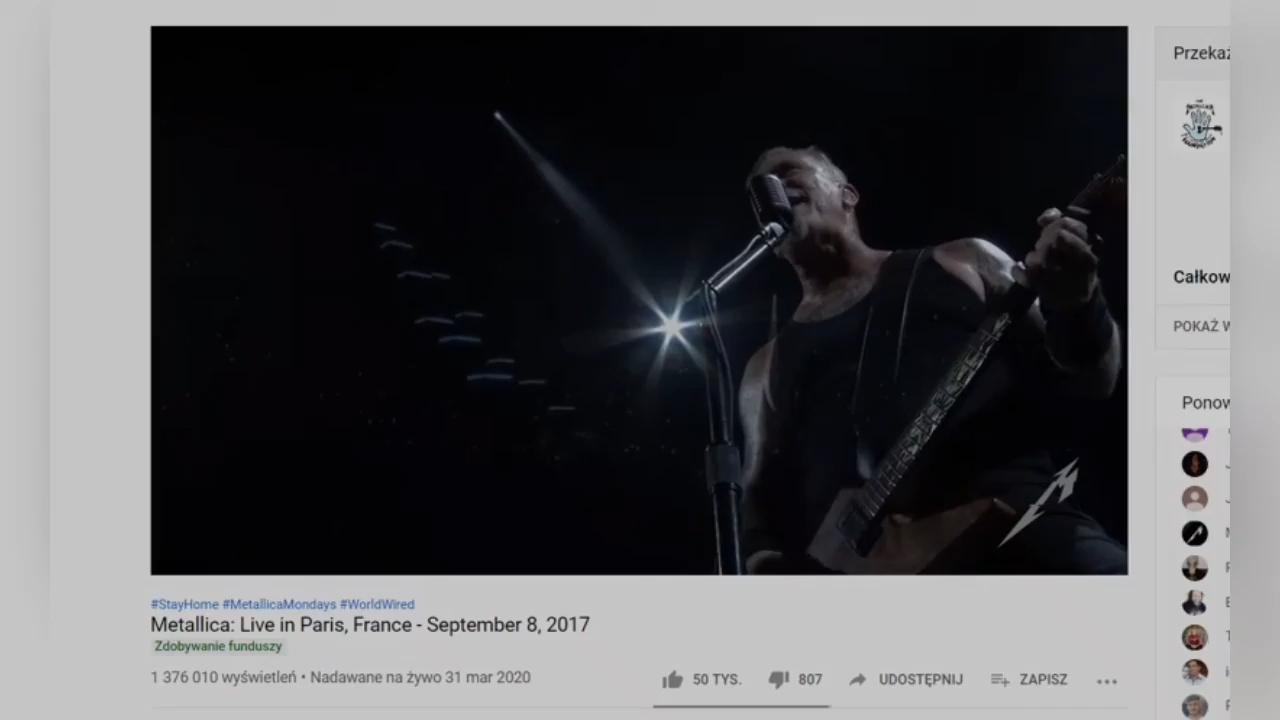 #StayHome #MetallicaMondays #WorldWired
Metallica: Live in Paris, France - September 8, 2017
Zdobywanie funduszy
1 376 010 wyświetleń • Nadawane na żywo 31 mar 2020
50 TYS.
807
UDOSTĘPNIJ
ZAPISZ
Przekaż
Całkow
POKAŻ W
Ponow